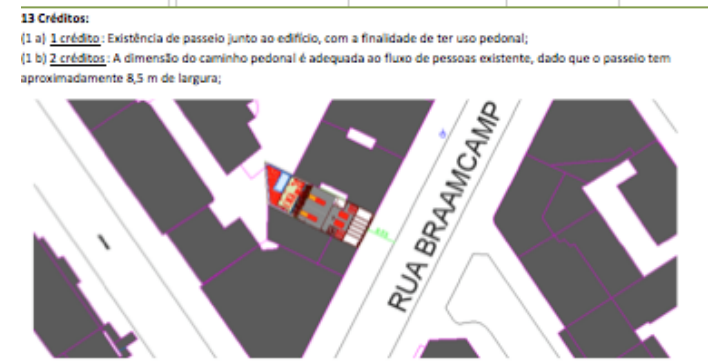 13 Créditos:
(1 a) 1 crédito: Existência de passeio junto ao edifício, com a finalidade de ter uso pedonal;
(1 b) 2 créditos: A dimensão do caminho pedonal é adequada ao fluxo de pessoas existente, dado que o passeio tem
aproximadamente 8,5 m de largura;
RUA BRAAMCAMP